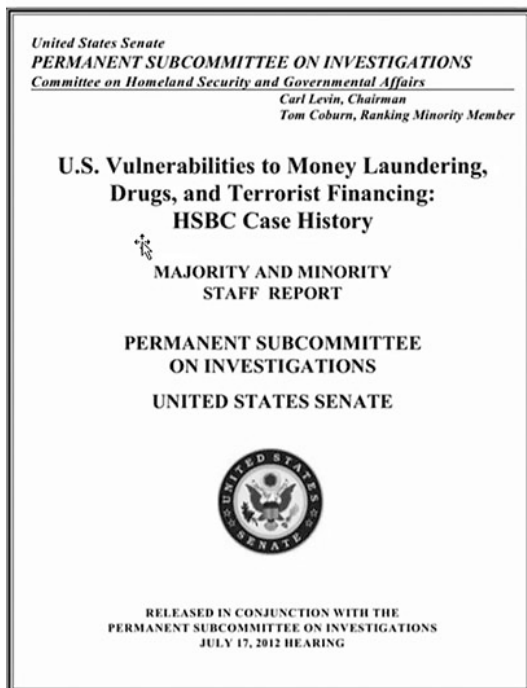 United States Senate
PERMANENT SUBCOMMITTEE ON INVESTIGATIONS
Committee on Homeland Security and Governmental Affairs
Carl Levin, Chairman
Tom Coburn, Ranking Minority Member
U.S. Vulnerabilities to Money Laundering,
Drugs, and Terrorist Financing:
HSBC Case History
MAJORITY AND MINORITY
STAFF REPORT
PERMANENT SUBCOMMITTEE
ON INVESTIGATIONS
UNITED STATES SENATE
UNITED STATES
SENATE
RELEASED IN CONJUNCTION WITH THE
PERMANENT SUBCOMMITTEE ON INVESTIGATIONS
JULY 17, 2012 HEARING